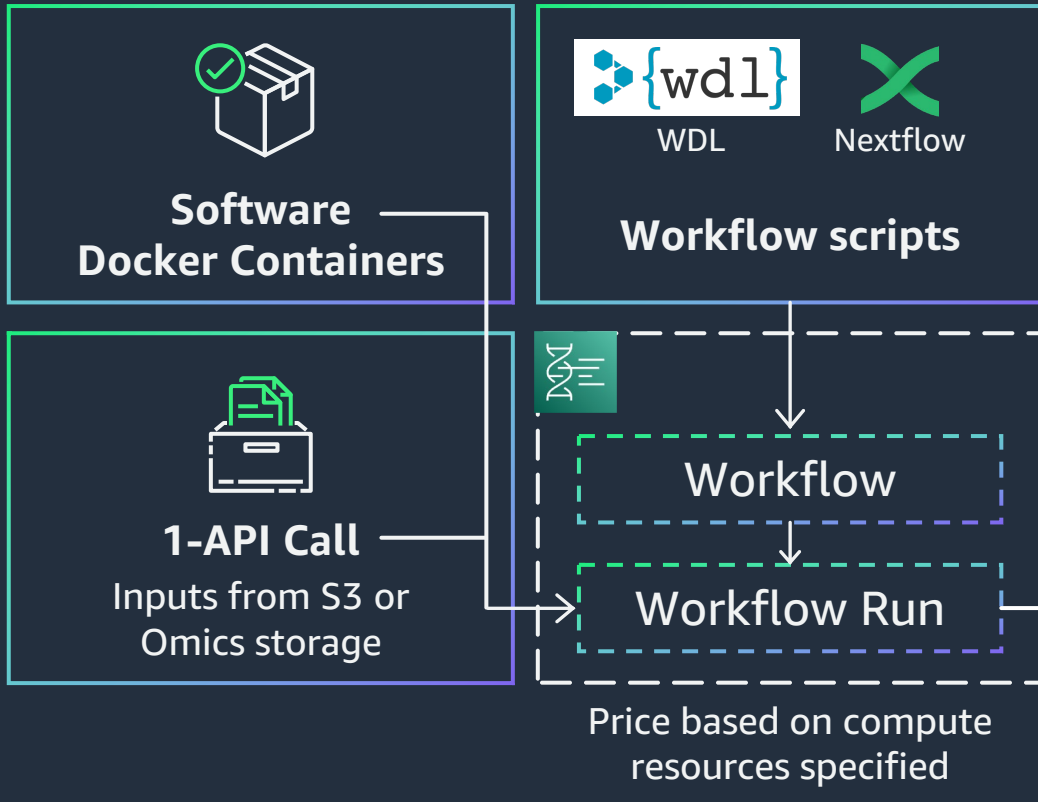 Software
Docker Containers
{wdl}
WDL
Nextflow
Workflow scripts
1-API Call
Inputs from S3 or
Omics storage
Workflow
Workflow Run
Price based on compute
resources specified